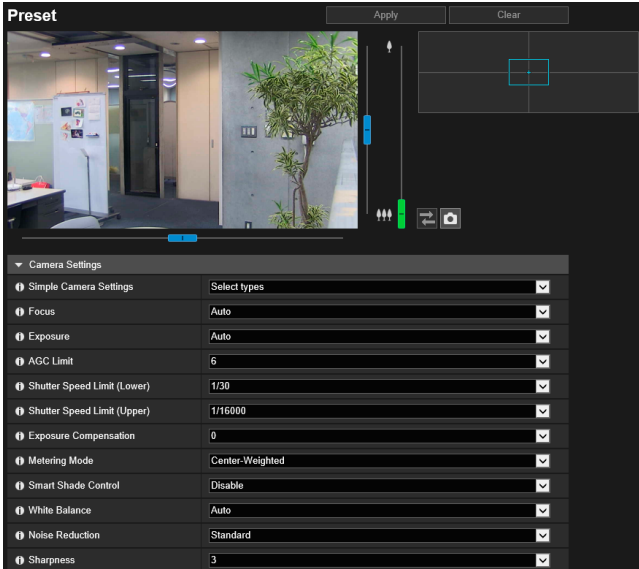 Preset
Apply
Clear
Camera Settings
Simple Camera Settings Select types
Focus Auto
Exposure Auto
AGC Limit 6
Shutter Speed Limit (Lower) 1/30
Shutter Speed Limit (Upper) 1/16000
Exposure Compensation 0
Metering Mode Center-Weighted
Smart Shade Control Disable
White Balance Auto
Noise Reduction Standard
Sharpness 3